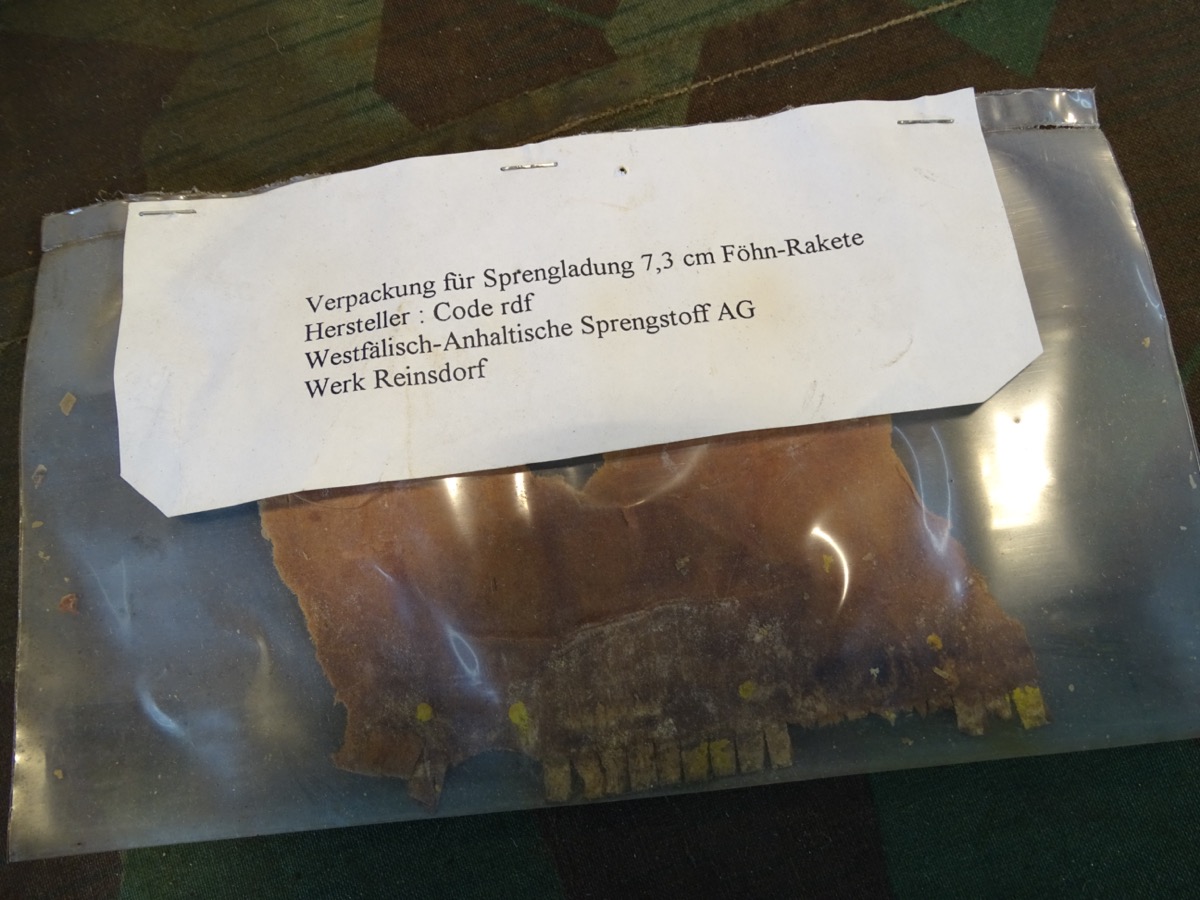 Verpackung für Sprengladung 7,3 cm Föhn-Rakete
Hersteller : Code rdf
Westfälisch-Anhaltische Sprengstoff AG
Werk Reinsdorf